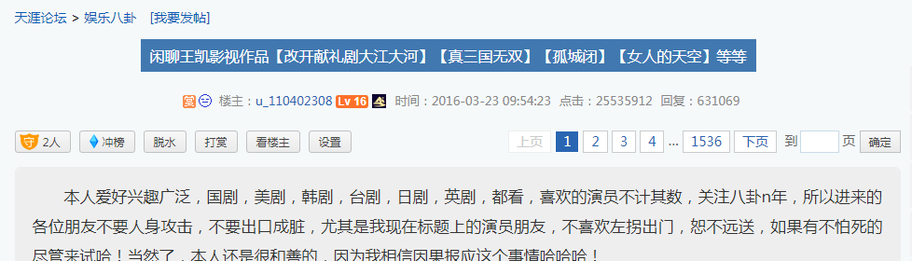 天涯论坛 > 娱乐八卦 [我要发帖]
闲聊王凯影视作品【改开献礼剧大江大河】【真三国无双】【孤城闭】【女人的天空】等等
赏 楼主：u_110402308 Lv 16 时间：2016-03-23 09:54:23 点击：25535912 回复：631069
守 2人 冲榜 脱水 打赏 看楼主 设置 上页 1 2 3 4 ... 1536 下页 到 页 确定
本人爱好兴趣广泛，国剧，美剧，韩剧，台剧，日剧，英剧，都看，喜欢的演员不计其数，关注八卦n年，所以进来的
各位朋友不要人身攻击，不要出口成脏，尤其是我现在标题上的演员朋友，不喜欢左拐出门，恕不远送，如果有不怕死的
尽管来试哈！当然了，本人还是很和善的，因为我相信因果报应这个事情哈哈哈！